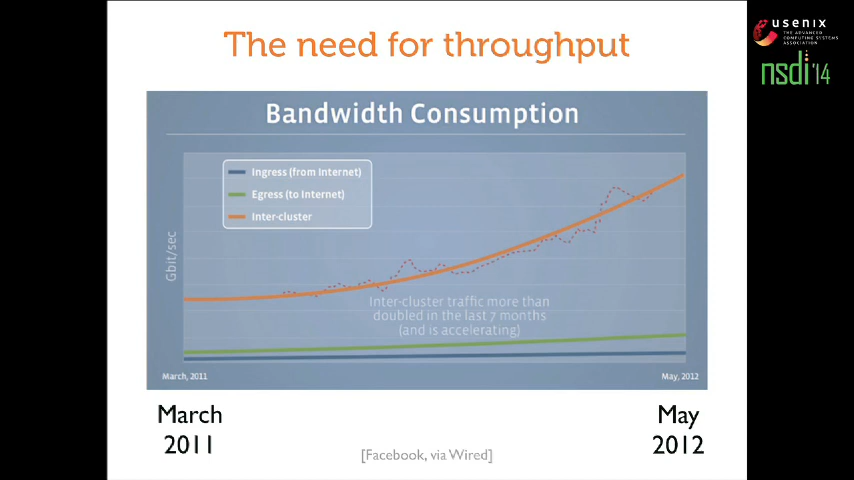 The need for throughput
usenix
THE ADVANCED
COMPUTING SYSTEMS
ASSOCIATION
nsdi '14
Bandwidth Consumption
Ingress (from Internet)
Egress (to Internet)
Inter-cluster
Gbit/sec
Inter-cluster traffic more than
doubled in the last 7 months
(and is accelerating)
March, 2011
May, 2012
March
2011
May
2012
[Facebook, via Wired]